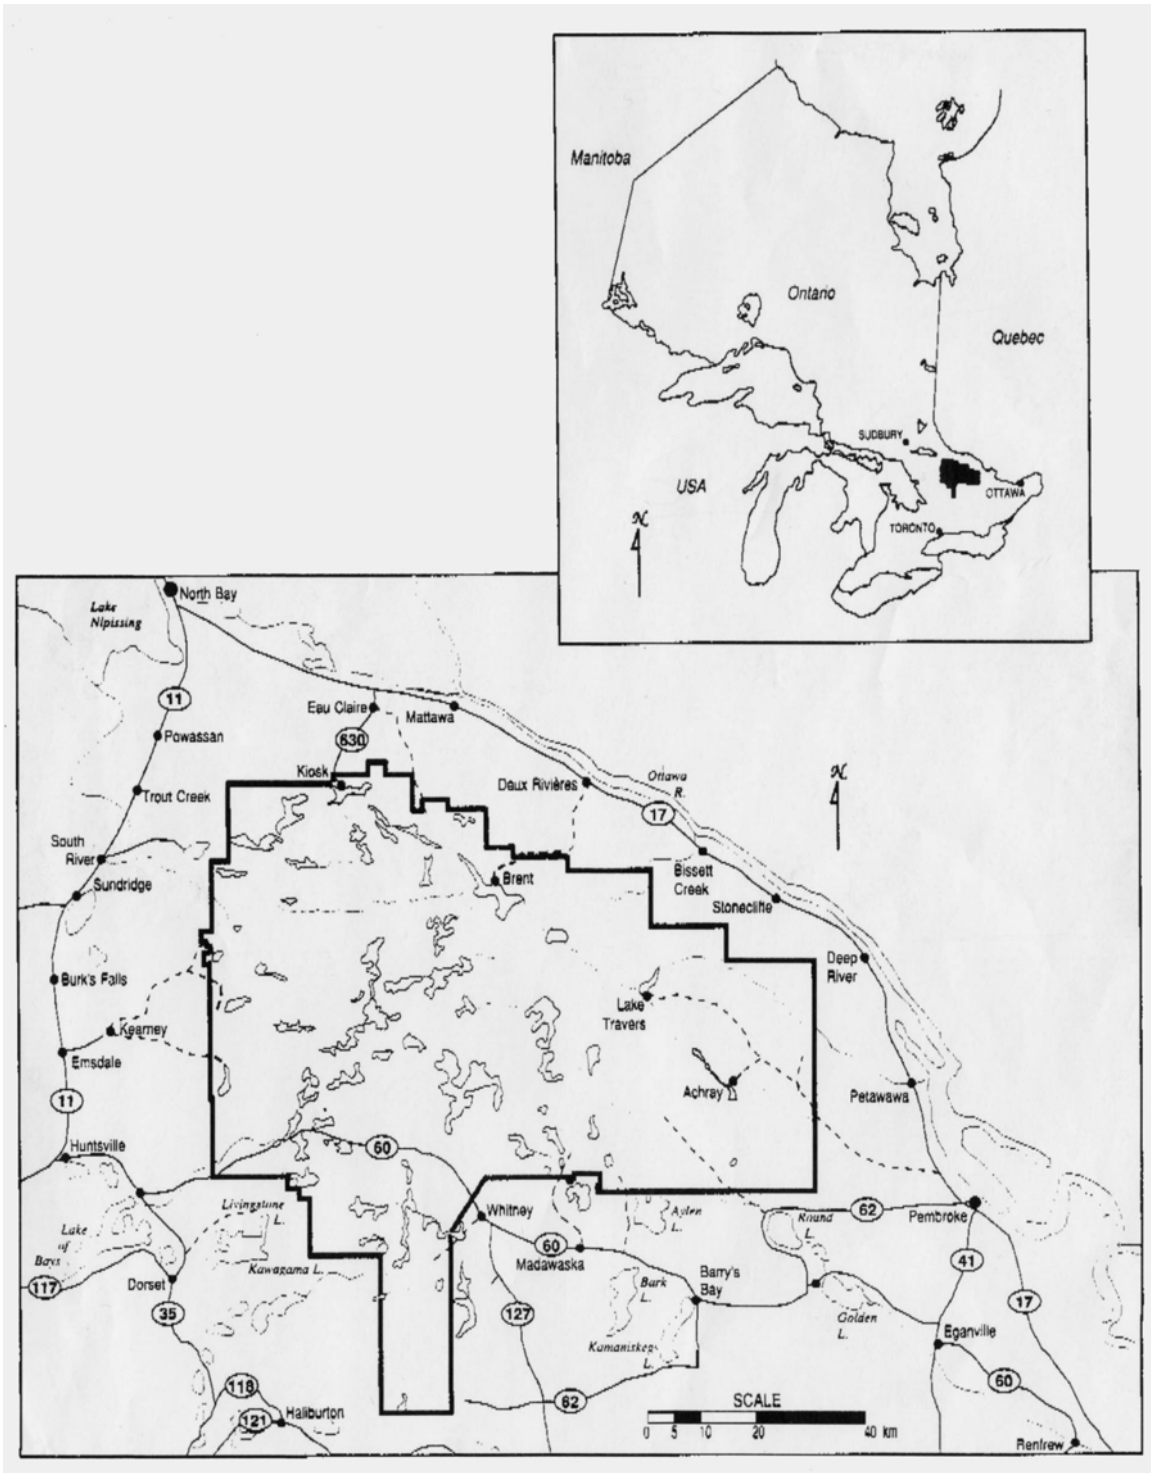 Manitoba
Ontario
Quebec
SUDBURY
USA
OTTAWA
TORONTO
N
North Bay
Lake
Nipissing
11
Eau Claire
Mattawa
630
Powassan
Kiosk
Trout Creek
Deux Rivières
Ottawa
R.
N
17
South
River
Bissett
Creek
Sundridge
Brent
Stonecliffe
Burk's Falls
Deep
River
Lake
Travers
Kearney
Emsdale
Achray
Petawawa
11
Huntsville
60
Livingstone
L.
Whitney
Aylen
L.
Round
L.
62
Pembroke
Lake
of
Bays
60
Madawaska
41
Kawagama L.
117
Dorset
Bark
L.
Barry's
Bay
35
127
Golden
L.
17
Eganville
Kamaniskeg
L.
118
60
62
SCALE
121
Haliburton
0 5 10 20 40 km
Renfrew